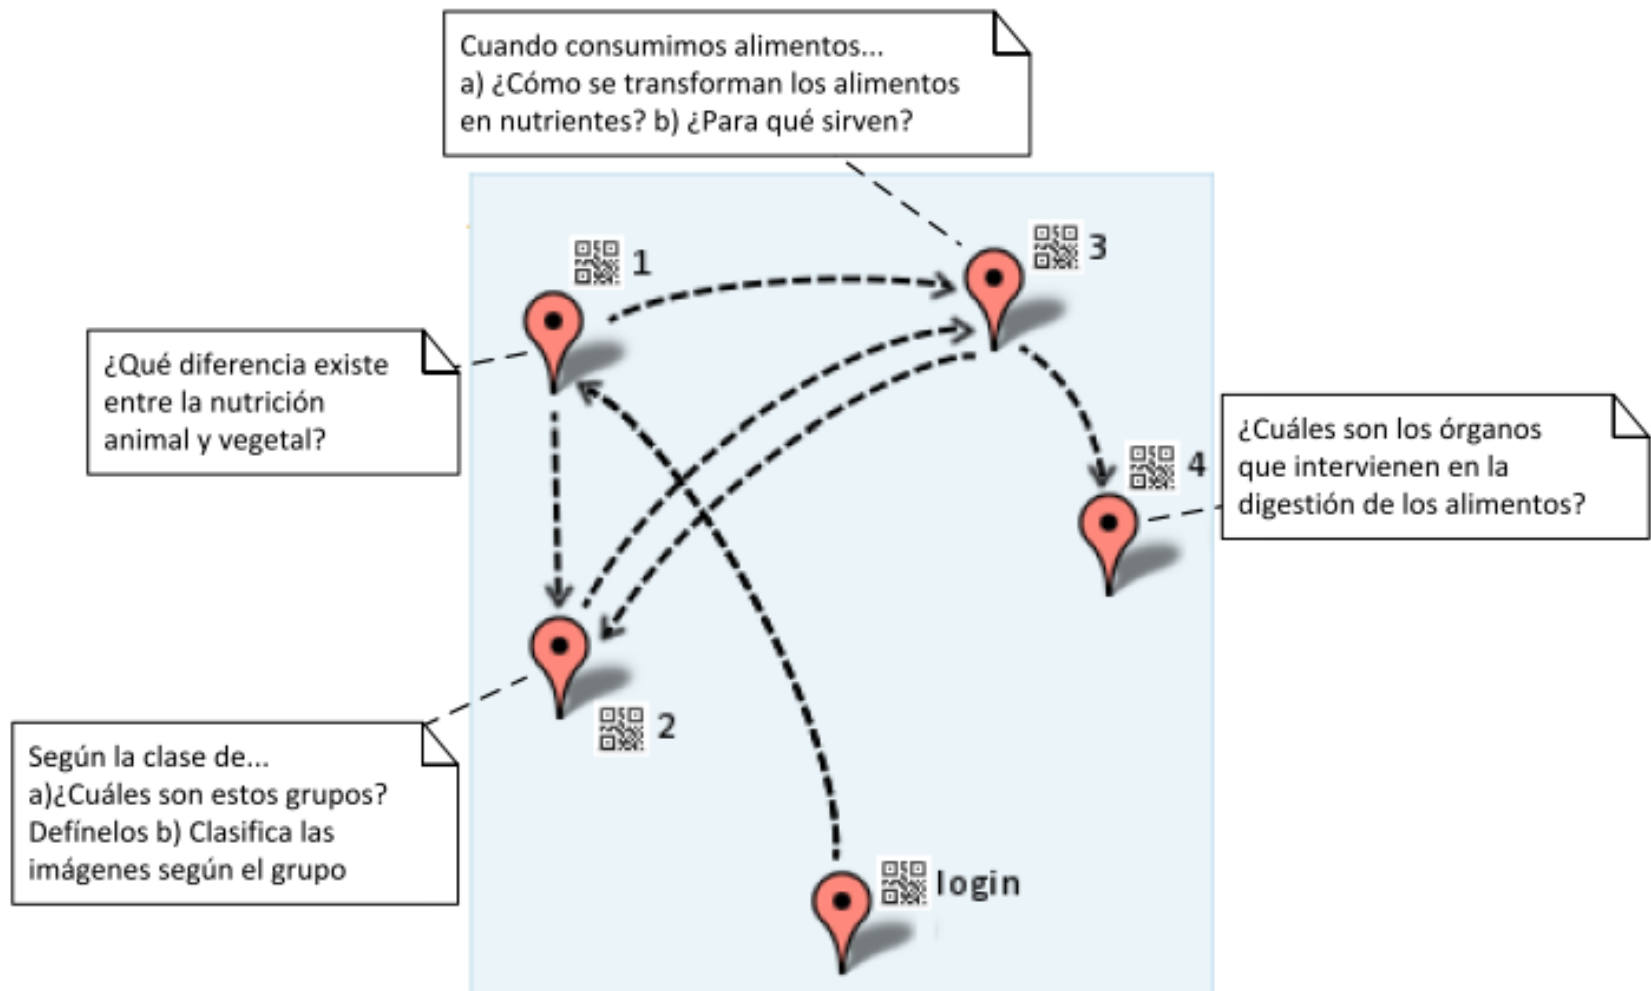 Cuando consumimos alimentos...
a) ¿Cómo se transforman los alimentos
en nutrientes? b) ¿Para qué sirven?
1
3
¿Qué diferencia existe
entre la nutrición
animal y vegetal?
¿Cuáles son los órganos
que intervienen en la
digestión de los alimentos?
4
2
Según la clase de...
a)¿Cuáles son estos grupos?
Defínelos b) Clasifica las
imágenes según el grupo
login